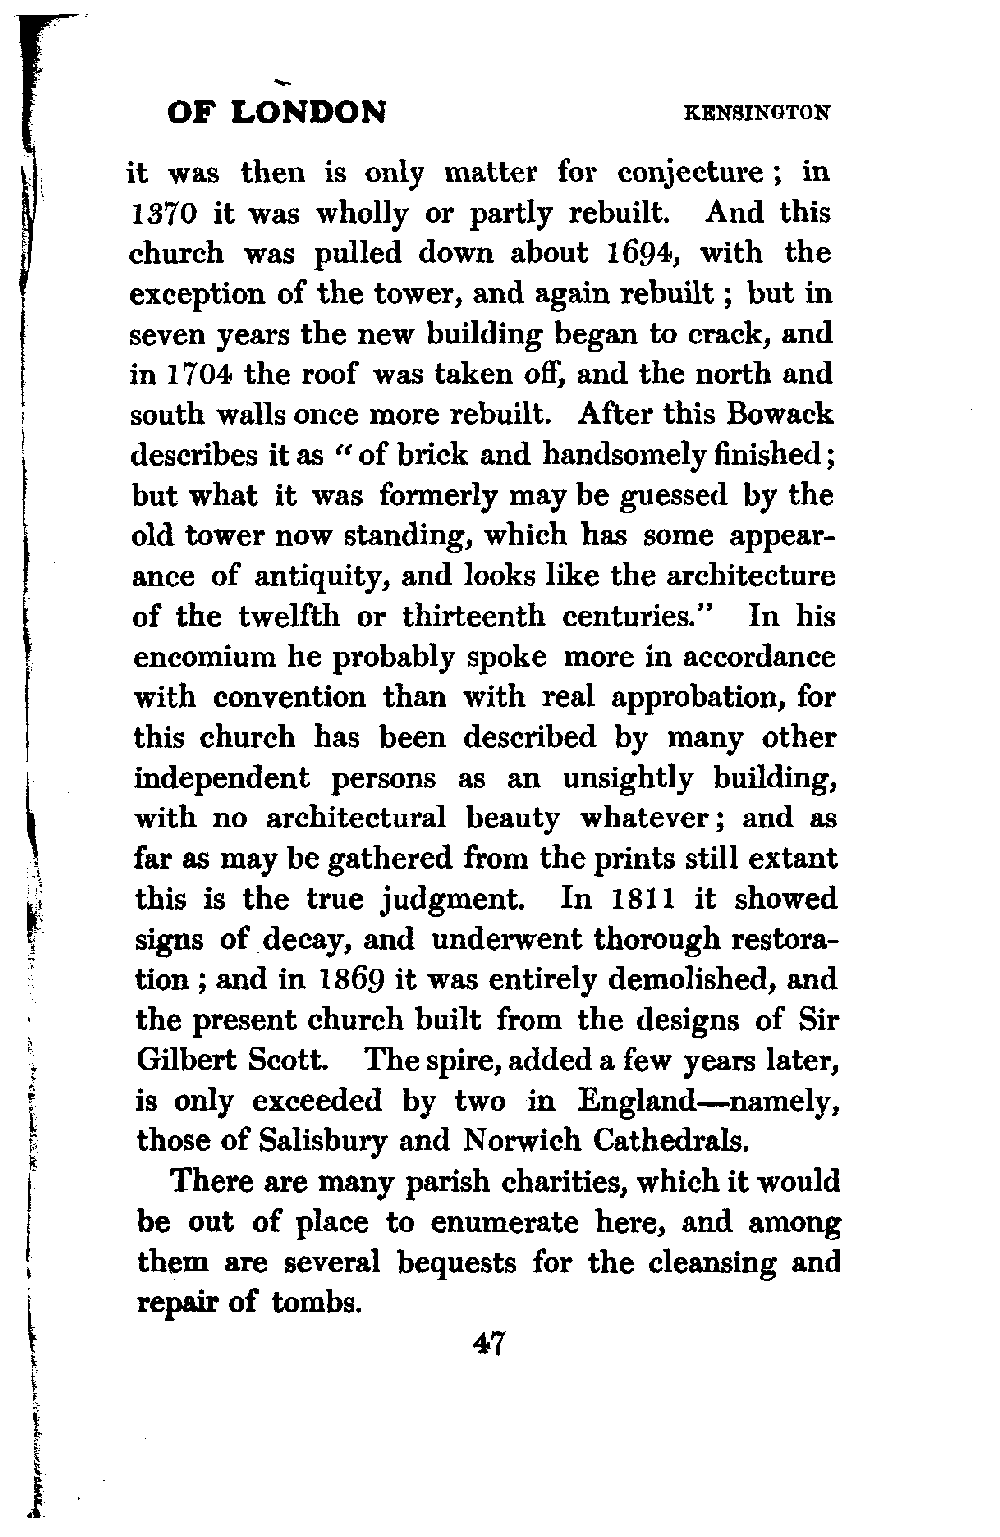 OF LONDON KENSINGTON
it was then is only matter for conjecture ; in
1370 it was wholly or partly rebuilt. And this
church was pulled down about 1694, with the
exception of the tower, and again rebuilt ; but in
seven years the new building began to crack, and
in 1704 the roof was taken off, and the north and
south walls once more rebuilt. After this Bowack
describes it as “ of brick and handsomely finished ;
but what it was formerly may be guessed by the
old tower now standing, which has some appear-
ance of antiquity, and looks like the architecture
of the twelfth or thirteenth centuries.” In his
encomium he probably spoke more in accordance
with convention than with real approbation, for
this church has been described by many other
independent persons as an unsightly building,
with no architectural beauty whatever ; and as
far as may be gathered from the prints still extant
this is the true judgment. In 1811 it showed
signs of decay, and underwent thorough restora-
tion ; and in 1869 it was entirely demolished, and
the present church built from the designs of Sir
Gilbert Scott. The spire, added a few years later,
is only exceeded by two in England—namely,
those of Salisbury and Norwich Cathedrals.
There are many parish charities, which it would
be out of place to enumerate here, and among
them are several bequests for the cleansing and
repair of tombs.
47